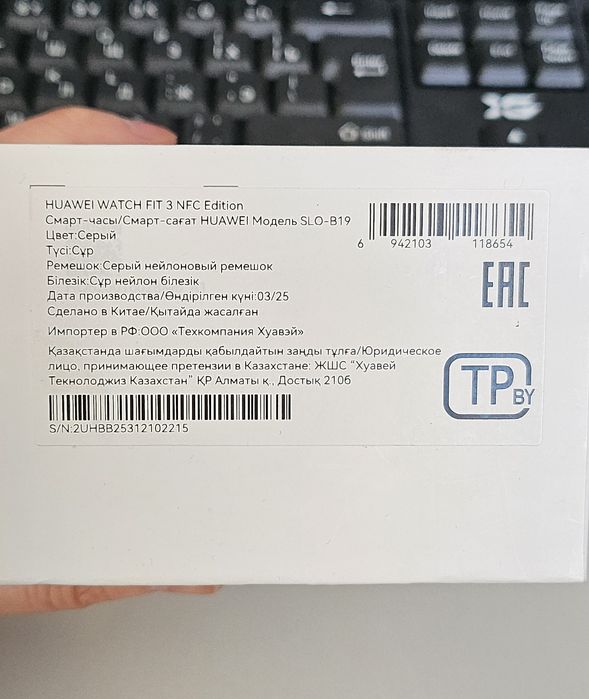 HUAWEI WATCH FIT 3 NFC Edition
Смарт-часы/Смарт-сағат HUAWEI Модель SLO-B19
Цвет:Серый
Түсі:Сұр
Ремешок:Серый нейлоновый ремешок
Білезік:Сұр нейлон білезік
Дата производства/Өндірілген күні:03/25
Сделано в Китае/Қытайда жасалған
Импортер в РФ:ООО «Техкомпания Хуавэй»
Қазақстанда шағымдарды қабылдайтын заңды тұлға/Юридическое
лицо, принимающее претензии в Казахстане: ЖШС "Хуавей
Текнолоджиз Казахстан" ҚР Алматы қ., Достық 210б
S/N:2UHBB25312102215
6 942103 118654
EAC
TP BY